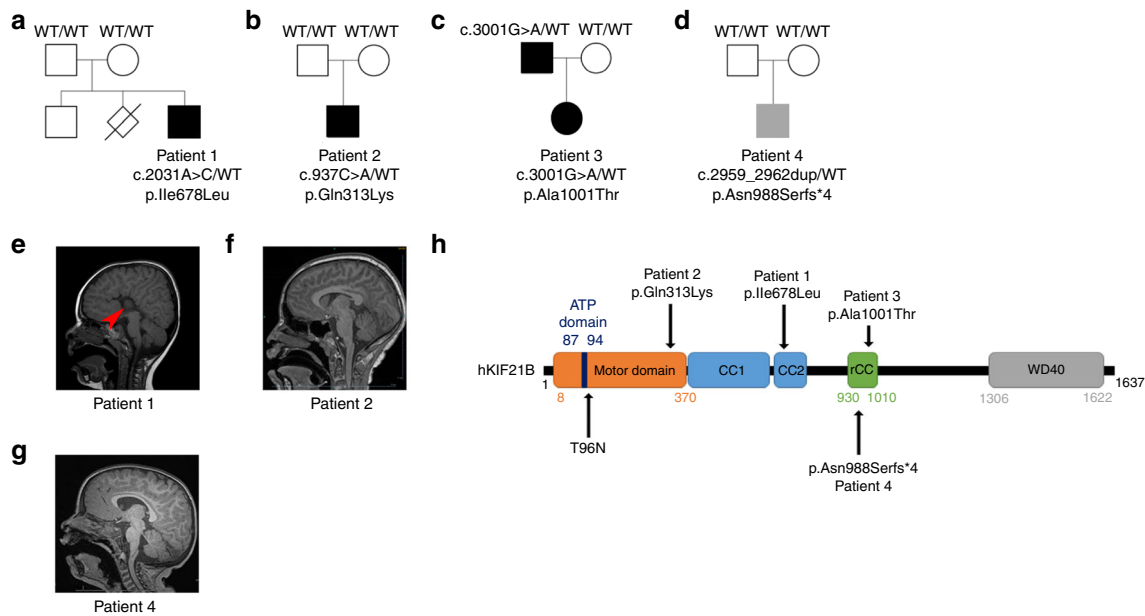 a
WT/WT WT/WT
Patient 1
c.2031A>C/WT
p.Ile678Leu
b
WT/WT WT/WT
Patient 2
c.937C>A/WT
p.Gln313Lys
c
c.3001G>A/WT WT/WT
Patient 3
c.3001G>A/WT
p.Ala1001Thr
d
WT/WT WT/WT
Patient 4
c.2959_2962dup/WT
p.Asn988Serfs*4
e
Patient 1
f
Patient 2
g
Patient 4
h
Patient 2
p.Gln313Lys
Patient 1
p.Ile678Leu
Patient 3
p.Ala1001Thr
ATP
domain
87 94
hKIF21B
Motor domain
CC1
CC2
rCC
WD40
1
8
370
930 1010
1306
1622
1637
T96N
p.Asn988Serfs*4
Patient 4